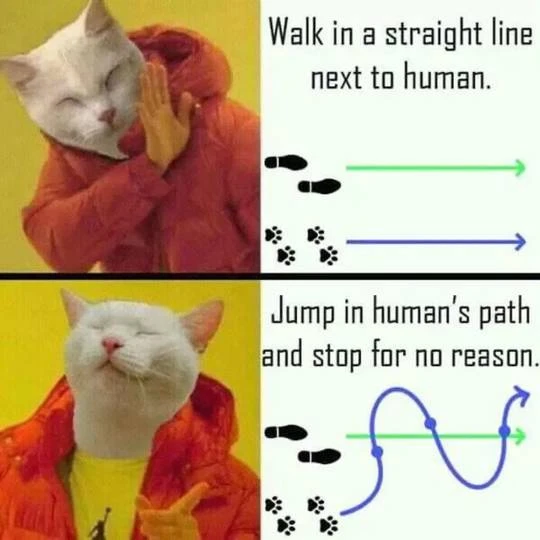 Walk in a straight line
next to human.
Jump in human's path
and stop for no reason.